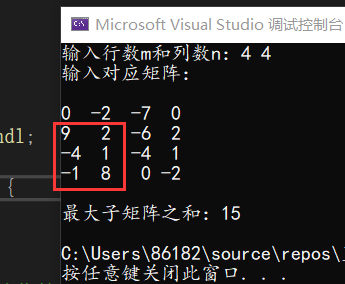 Microsoft Visual Studio 调试控制台
输入行数m和列数n：4 4
输入对应矩阵：
0 -2 -7 0
9 2 -6 2
-4 1 -4 1
-1 8 0 -2
ndl;
{
最大子矩阵之和：15
C:\Users\86182\source\repos\
按任意键关闭此窗口. . .